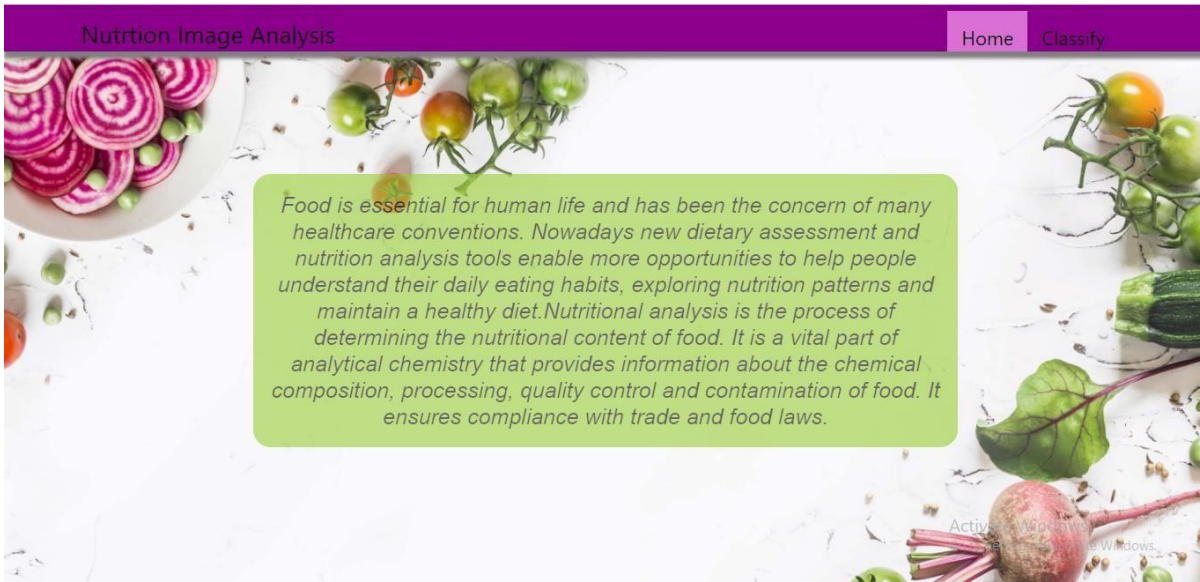 Nutrtion Image Analysis
Home
Classify
Food is essential for human life and has been the concern of many
healthcare conventions. Nowadays new dietary assessment and
nutrition analysis tools enable more opportunities to help people
understand their daily eating habits, exploring nutrition patterns and
maintain a healthy diet.Nutritional analysis is the process of
determining the nutritional content of food. It is a vital part of
analytical chemistry that provides information about the chemical
composition, processing, quality control and contamination of food. It
ensures compliance with trade and food laws.
Windows.